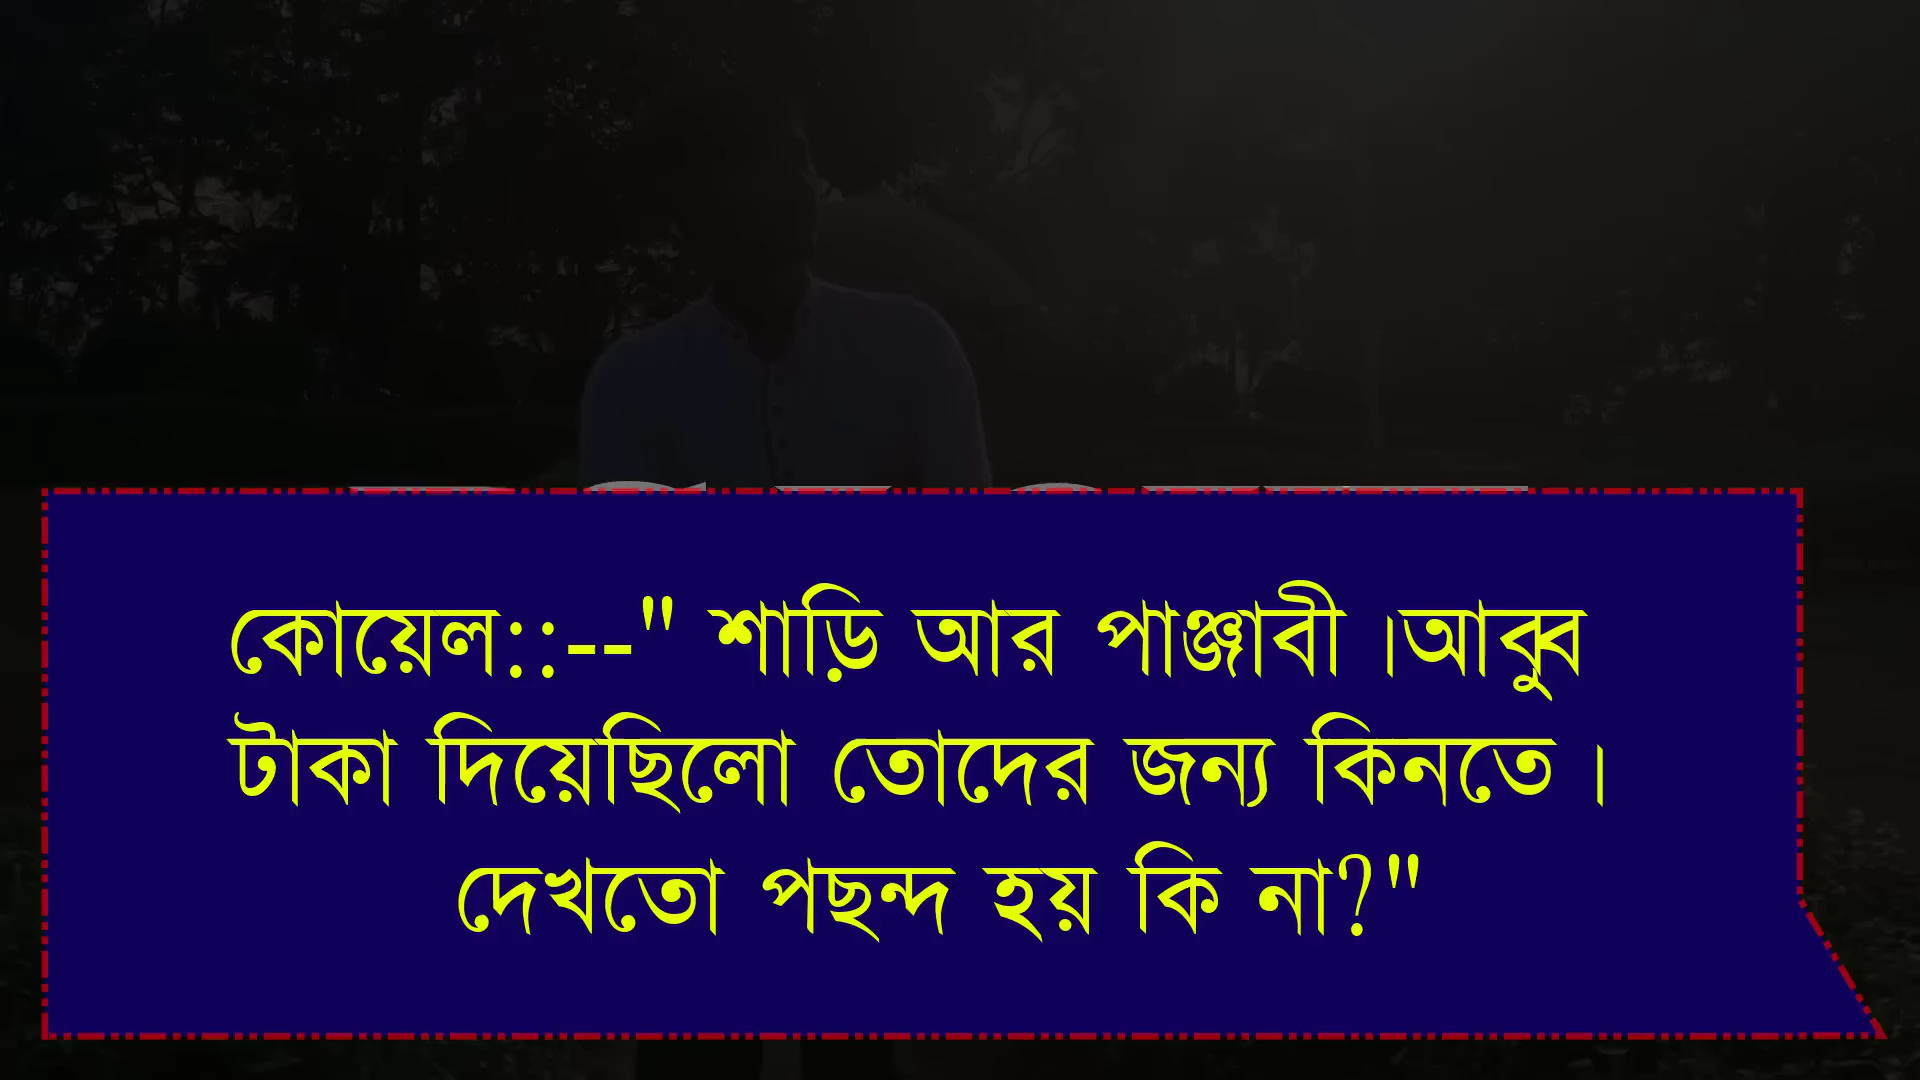 কোয়েল::--" শাড়ি আর পাঞ্জাবী ।আব্বু
টাকা দিয়েছিলো তোদের জন্য কিনতে ।
দেখতো পছন্দ হয় কি না?"